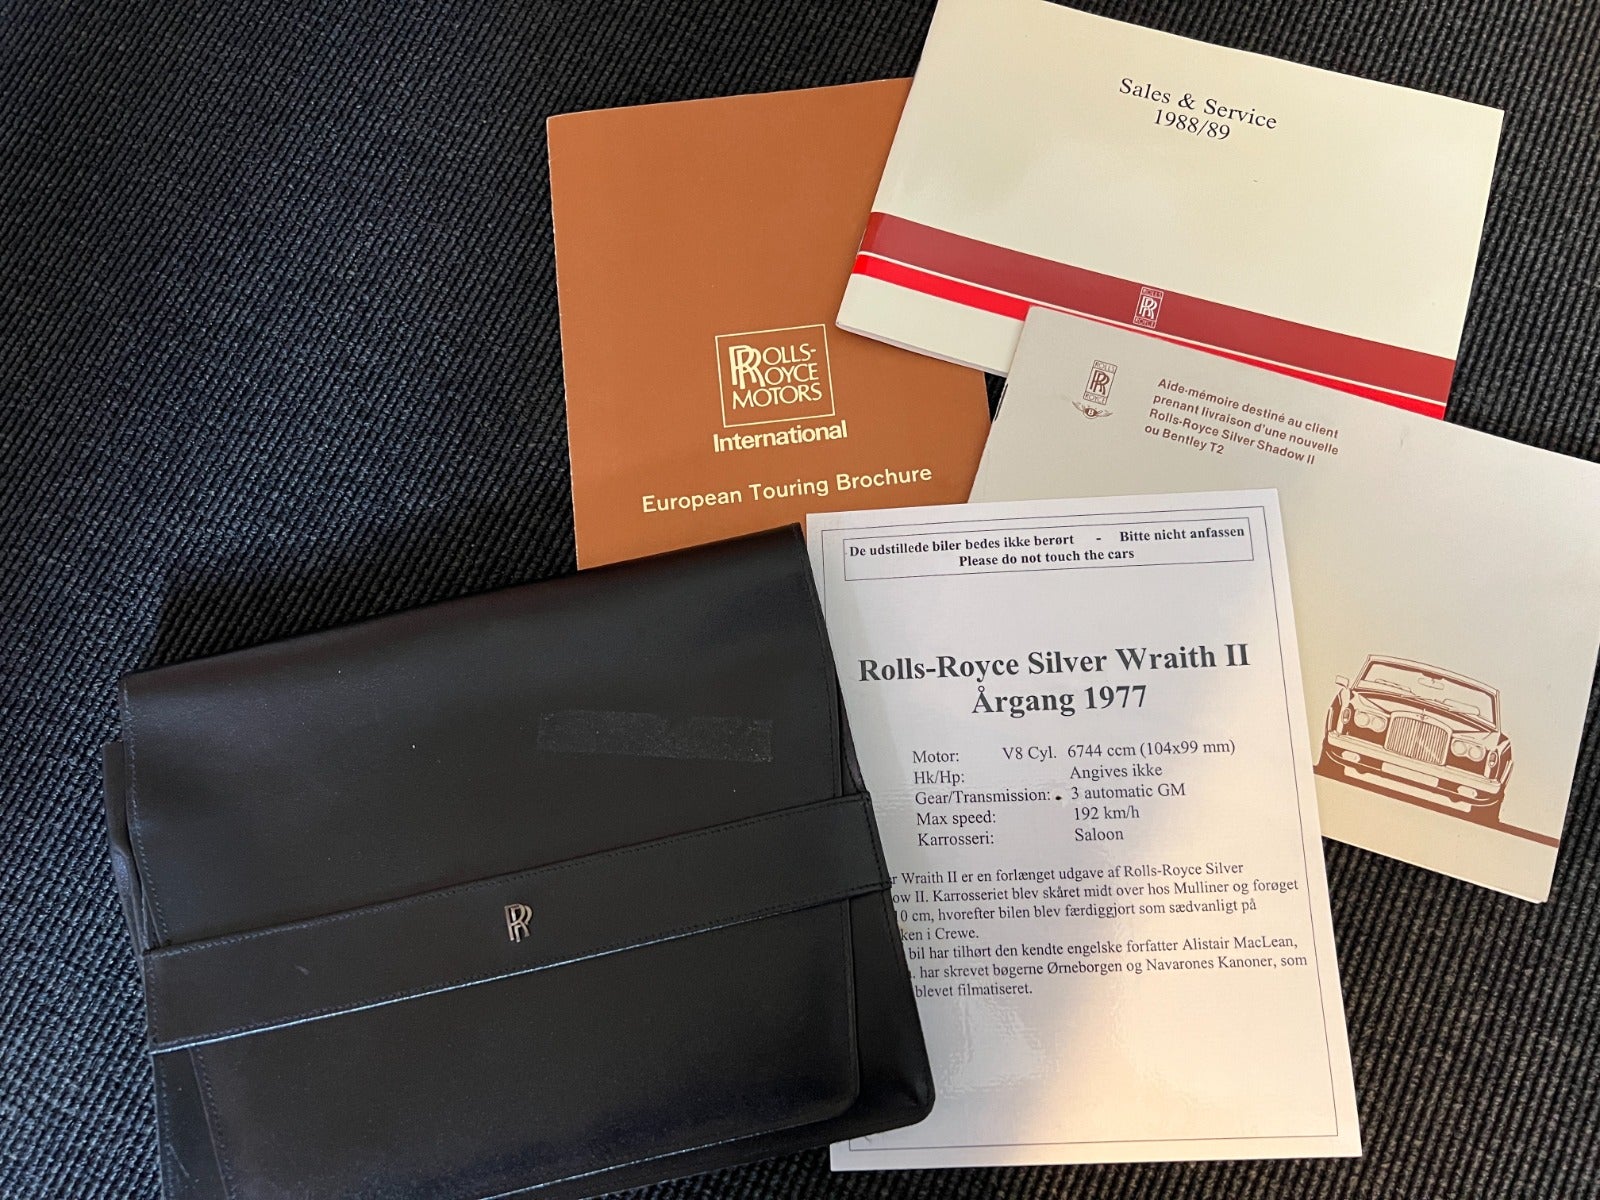 Sales & Service
1988/89
ROLLS
RR
ROYCE
ROLLS-
ROYCE
MOTORS
International
European Touring Brochure
ROLLS
RR
ROYCE
B
Aide-mémoire destiné au client
prenant livraison d'une nouvelle
Rolls-Royce Silver Shadow II
ou Bentley T2
De udstillede biler bedes ikke berørt - Bitte nicht anfassen
Please do not touch the cars
Rolls-Royce Silver Wraith II
Årgang 1977
Motor: V8 Cyl. 6744 ccm (104x99 mm)
Hk/Hp: Angives ikke
Gear/Transmission: 3 automatic GM
Max speed: 192 km/h
Karrosseri: Saloon
Wraith II er en forlænget udgave af Rolls-Royce Silver
ow II. Karrosseriet blev skåret midt over hos Mulliner og forøget
0 cm, hvorefter bilen blev færdiggjort som sædvanligt på
ken i Crewe.
bil har tilhørt den kendte engelske forfatter Alistair MacLean,
. har skrevet bøgerne Ørneborgen og Navarones Kanoner, som
blevet filmatiseret.
RR